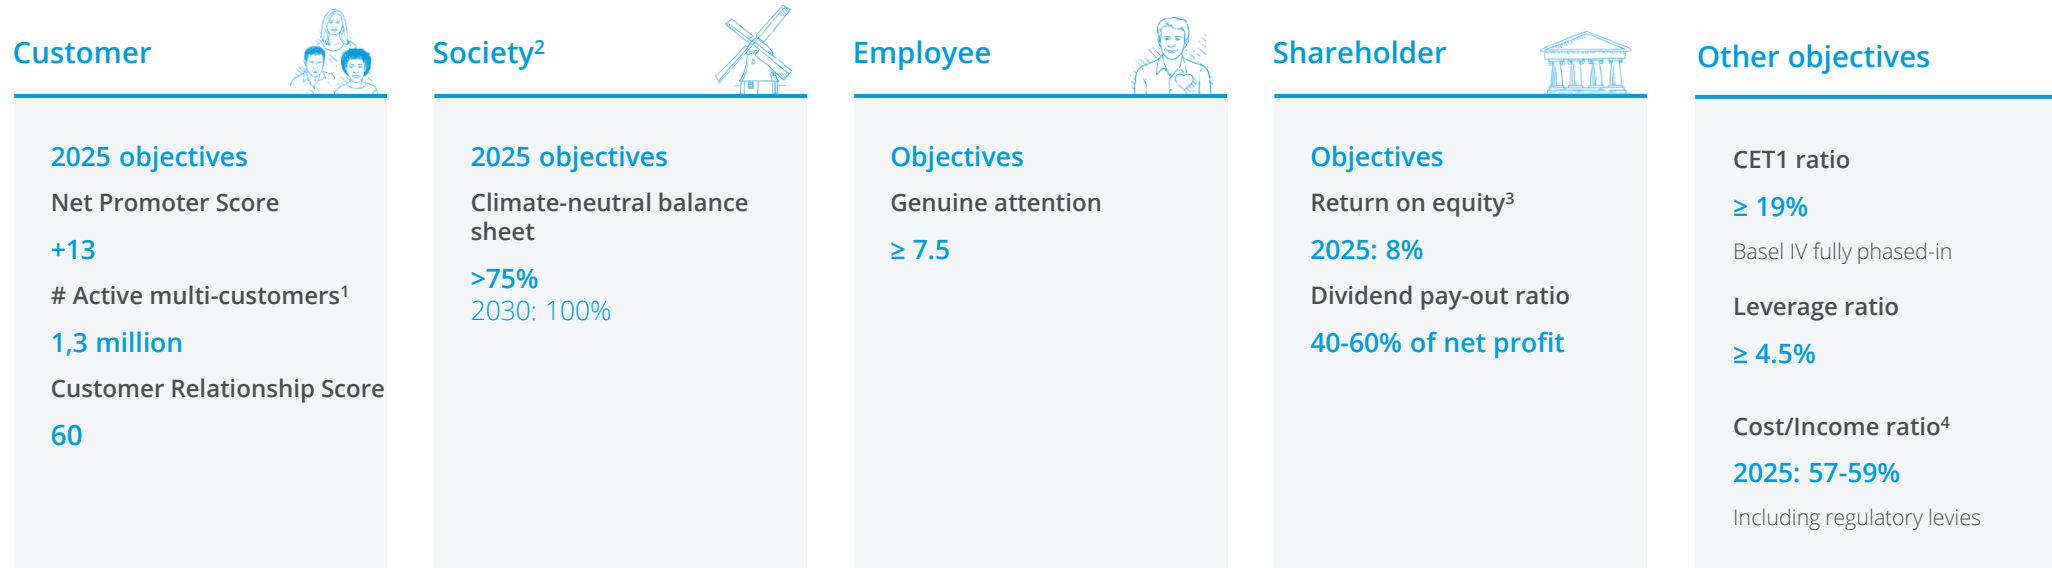 Customer
2025 objectives
Net Promoter Score
+13
# Active multi-customers¹
1,3 million
Customer Relationship Score
60
Society²
2025 objectives
Climate-neutral balance
sheet
>75%
2030: 100%
Employee
Objectives
Genuine attention
≥ 7.5
Shareholder
Objectives
Return on equity³
2025: 8%
Dividend pay-out ratio
40-60% of net profit
Other objectives
CET1 ratio
≥ 19%
Basel IV fully phased-in
Leverage ratio
≥ 4.5%
Cost/Income ratio⁴
2025: 57-59%
Including regulatory levies